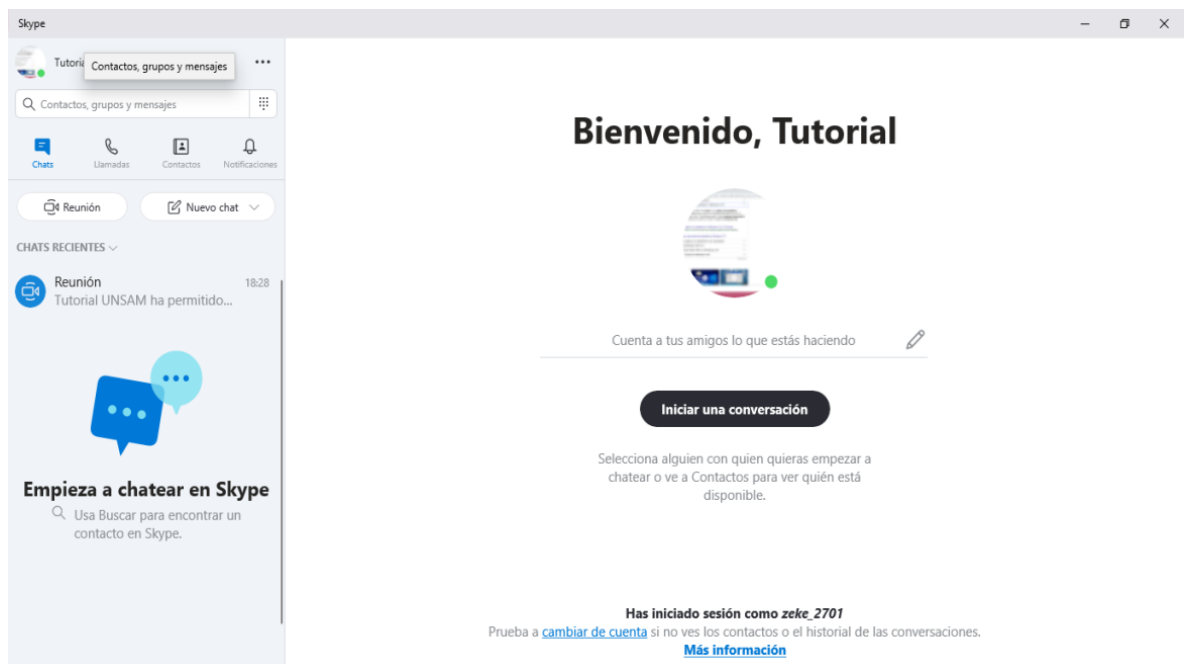 Skype
Tutoria
Contactos, grupos y mensajes
Contactos, grupos y mensajes
Chats
Llamadas
Contactos
Notificaciones
Reunión
Nuevo chat
CHATS RECIENTES
Reunión
18:28
Tutorial UNSAM ha permitido...
Empieza a chatear en Skype
Usa Buscar para encontrar un
contacto en Skype.
Bienvenido, Tutorial
Cuenta a tus amigos lo que estás haciendo
Iniciar una conversación
Selecciona alguien con quien quieras empezar a
chatear o ve a Contactos para ver quién está
disponible.
Has iniciado sesión como zeke_2701
Prueba a cambiar de cuenta si no ves los contactos o el historial de las conversaciones.
Más información